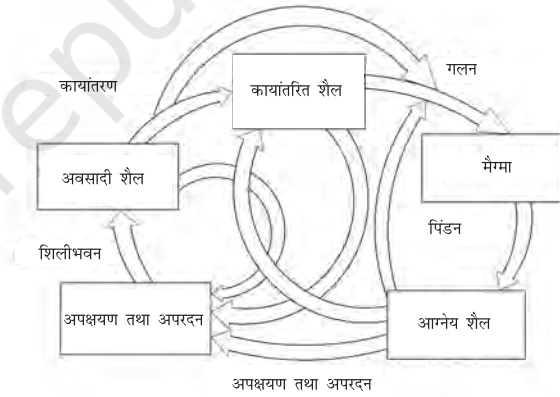 कायांतरण
गलन
कायांतरित शैल
मैग्मा
अवसादी शैल
पिंडन
शिलीभवन
अपक्षयण तथा अपरदन
आग्नेय शैल
अपक्षयण तथा अपरदन